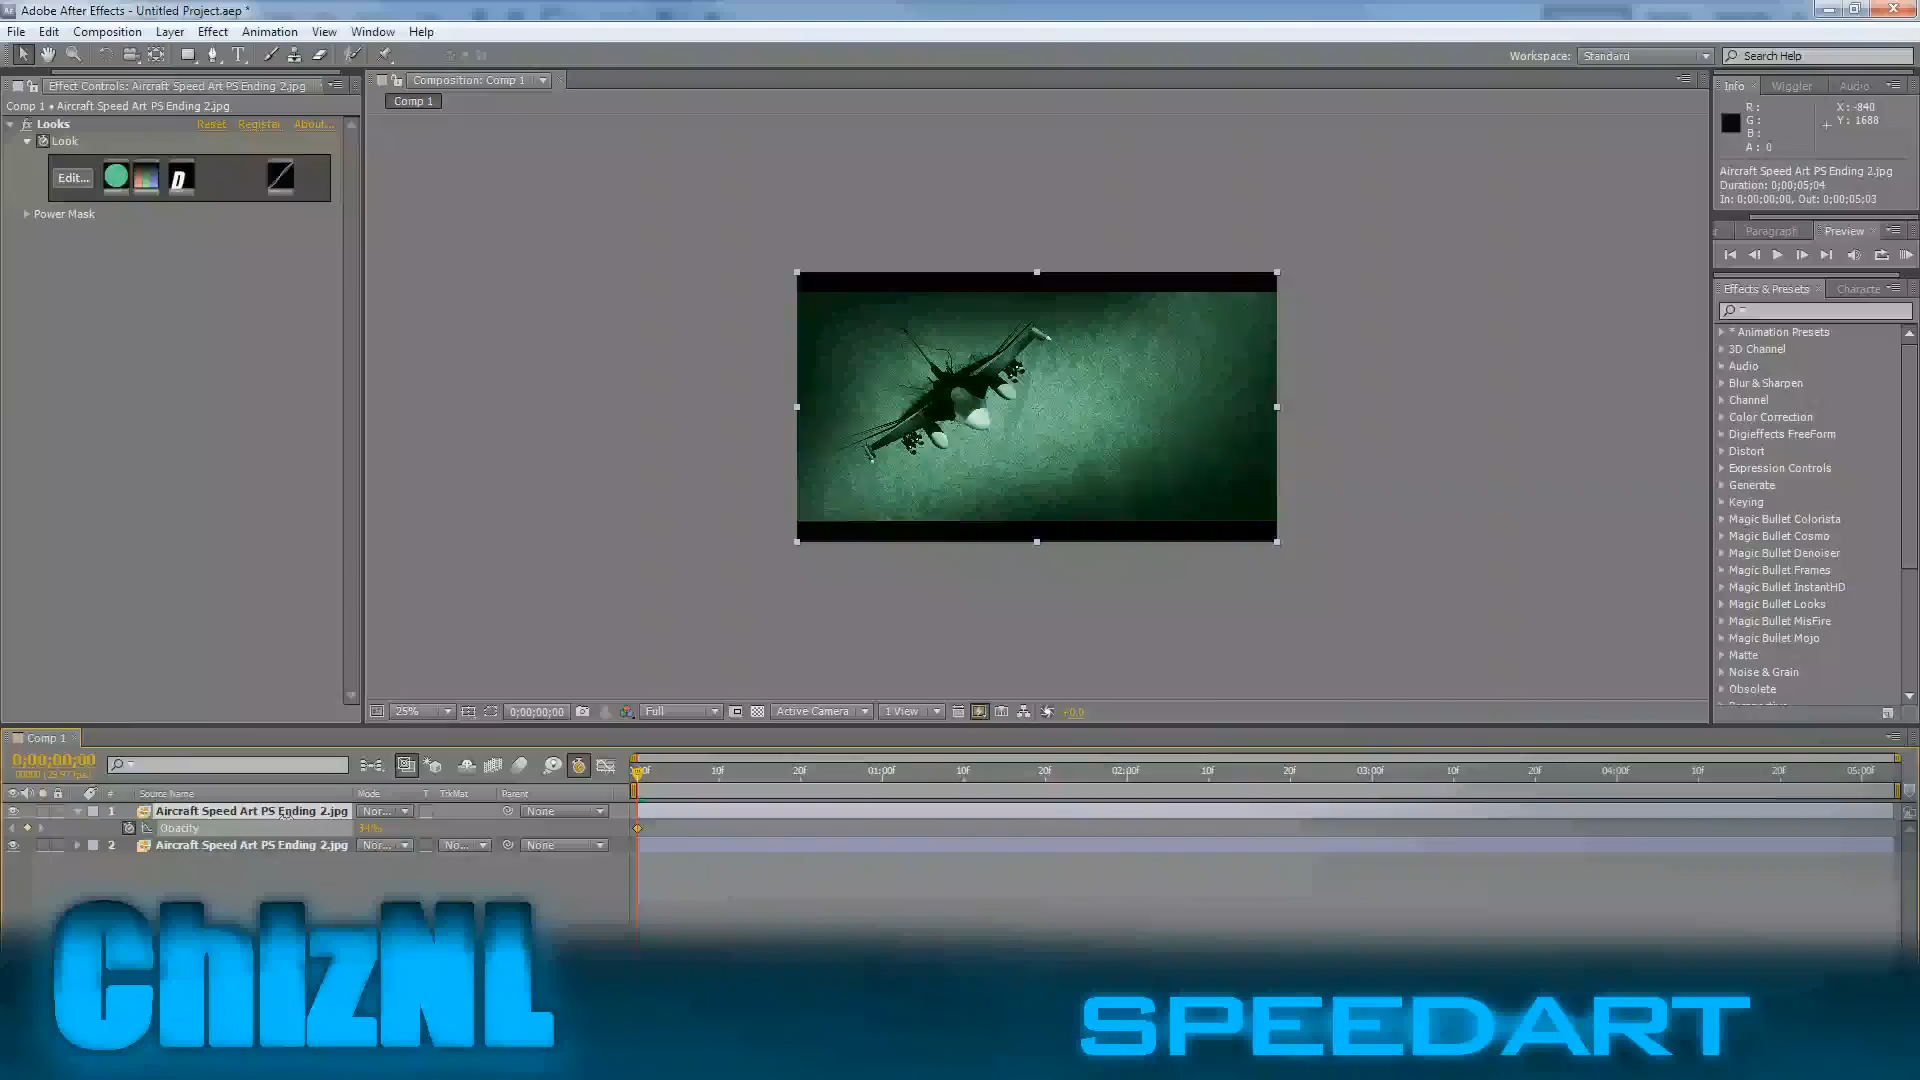 Adobe After Effects - Untitled Project.aep *
File Edit Composition Layer Effect Animation View Window Help
Workspace: Standard Search Help
Effect Controls: Aircraft Speed Art PS Ending 2.jpg
Composition: Comp 1
Info Wiggler Audio
Comp 1 • Aircraft Speed Art PS Ending 2.jpg
Comp 1
R: X: -840
G: Y: 1688
B:
A: 0
Looks Reset Register About...
Look
Edit...
Power Mask
Aircraft Speed Art PS Ending 2.jpg
Duration: 0;00;05;04
In: 0;00;00;00, Out: 0;00;05;03
Paragraph Preview
Effects & Presets Characte
* Animation Presets
3D Channel
Audio
Blur & Sharpen
Channel
Color Correction
Digieffects FreeForm
Distort
Expression Controls
Generate
Keying
Magic Bullet Colorista
Magic Bullet Cosmo
Magic Bullet Denoiser
Magic Bullet Frames
Magic Bullet InstantHD
Magic Bullet Looks
Magic Bullet MisFire
Magic Bullet Mojo
Matte
Noise & Grain
Obsolete
25% 0;00;00;00 Full Active Camera 1 View +0.0
Comp 1
0;00;00;00
:00f 10f 20f 01:00f 10f 20f 02:00f 10f 20f 03:00f 10f 20f 04:00f 10f 20f 05:00f
# Source Name Mode T TrkMat Parent
1 Aircraft Speed Art PS Ending 2.jpg Nor... None
Opacity
2 Aircraft Speed Art PS Ending 2.jpg Nor... No... None
ChIzNL
SPEEDART